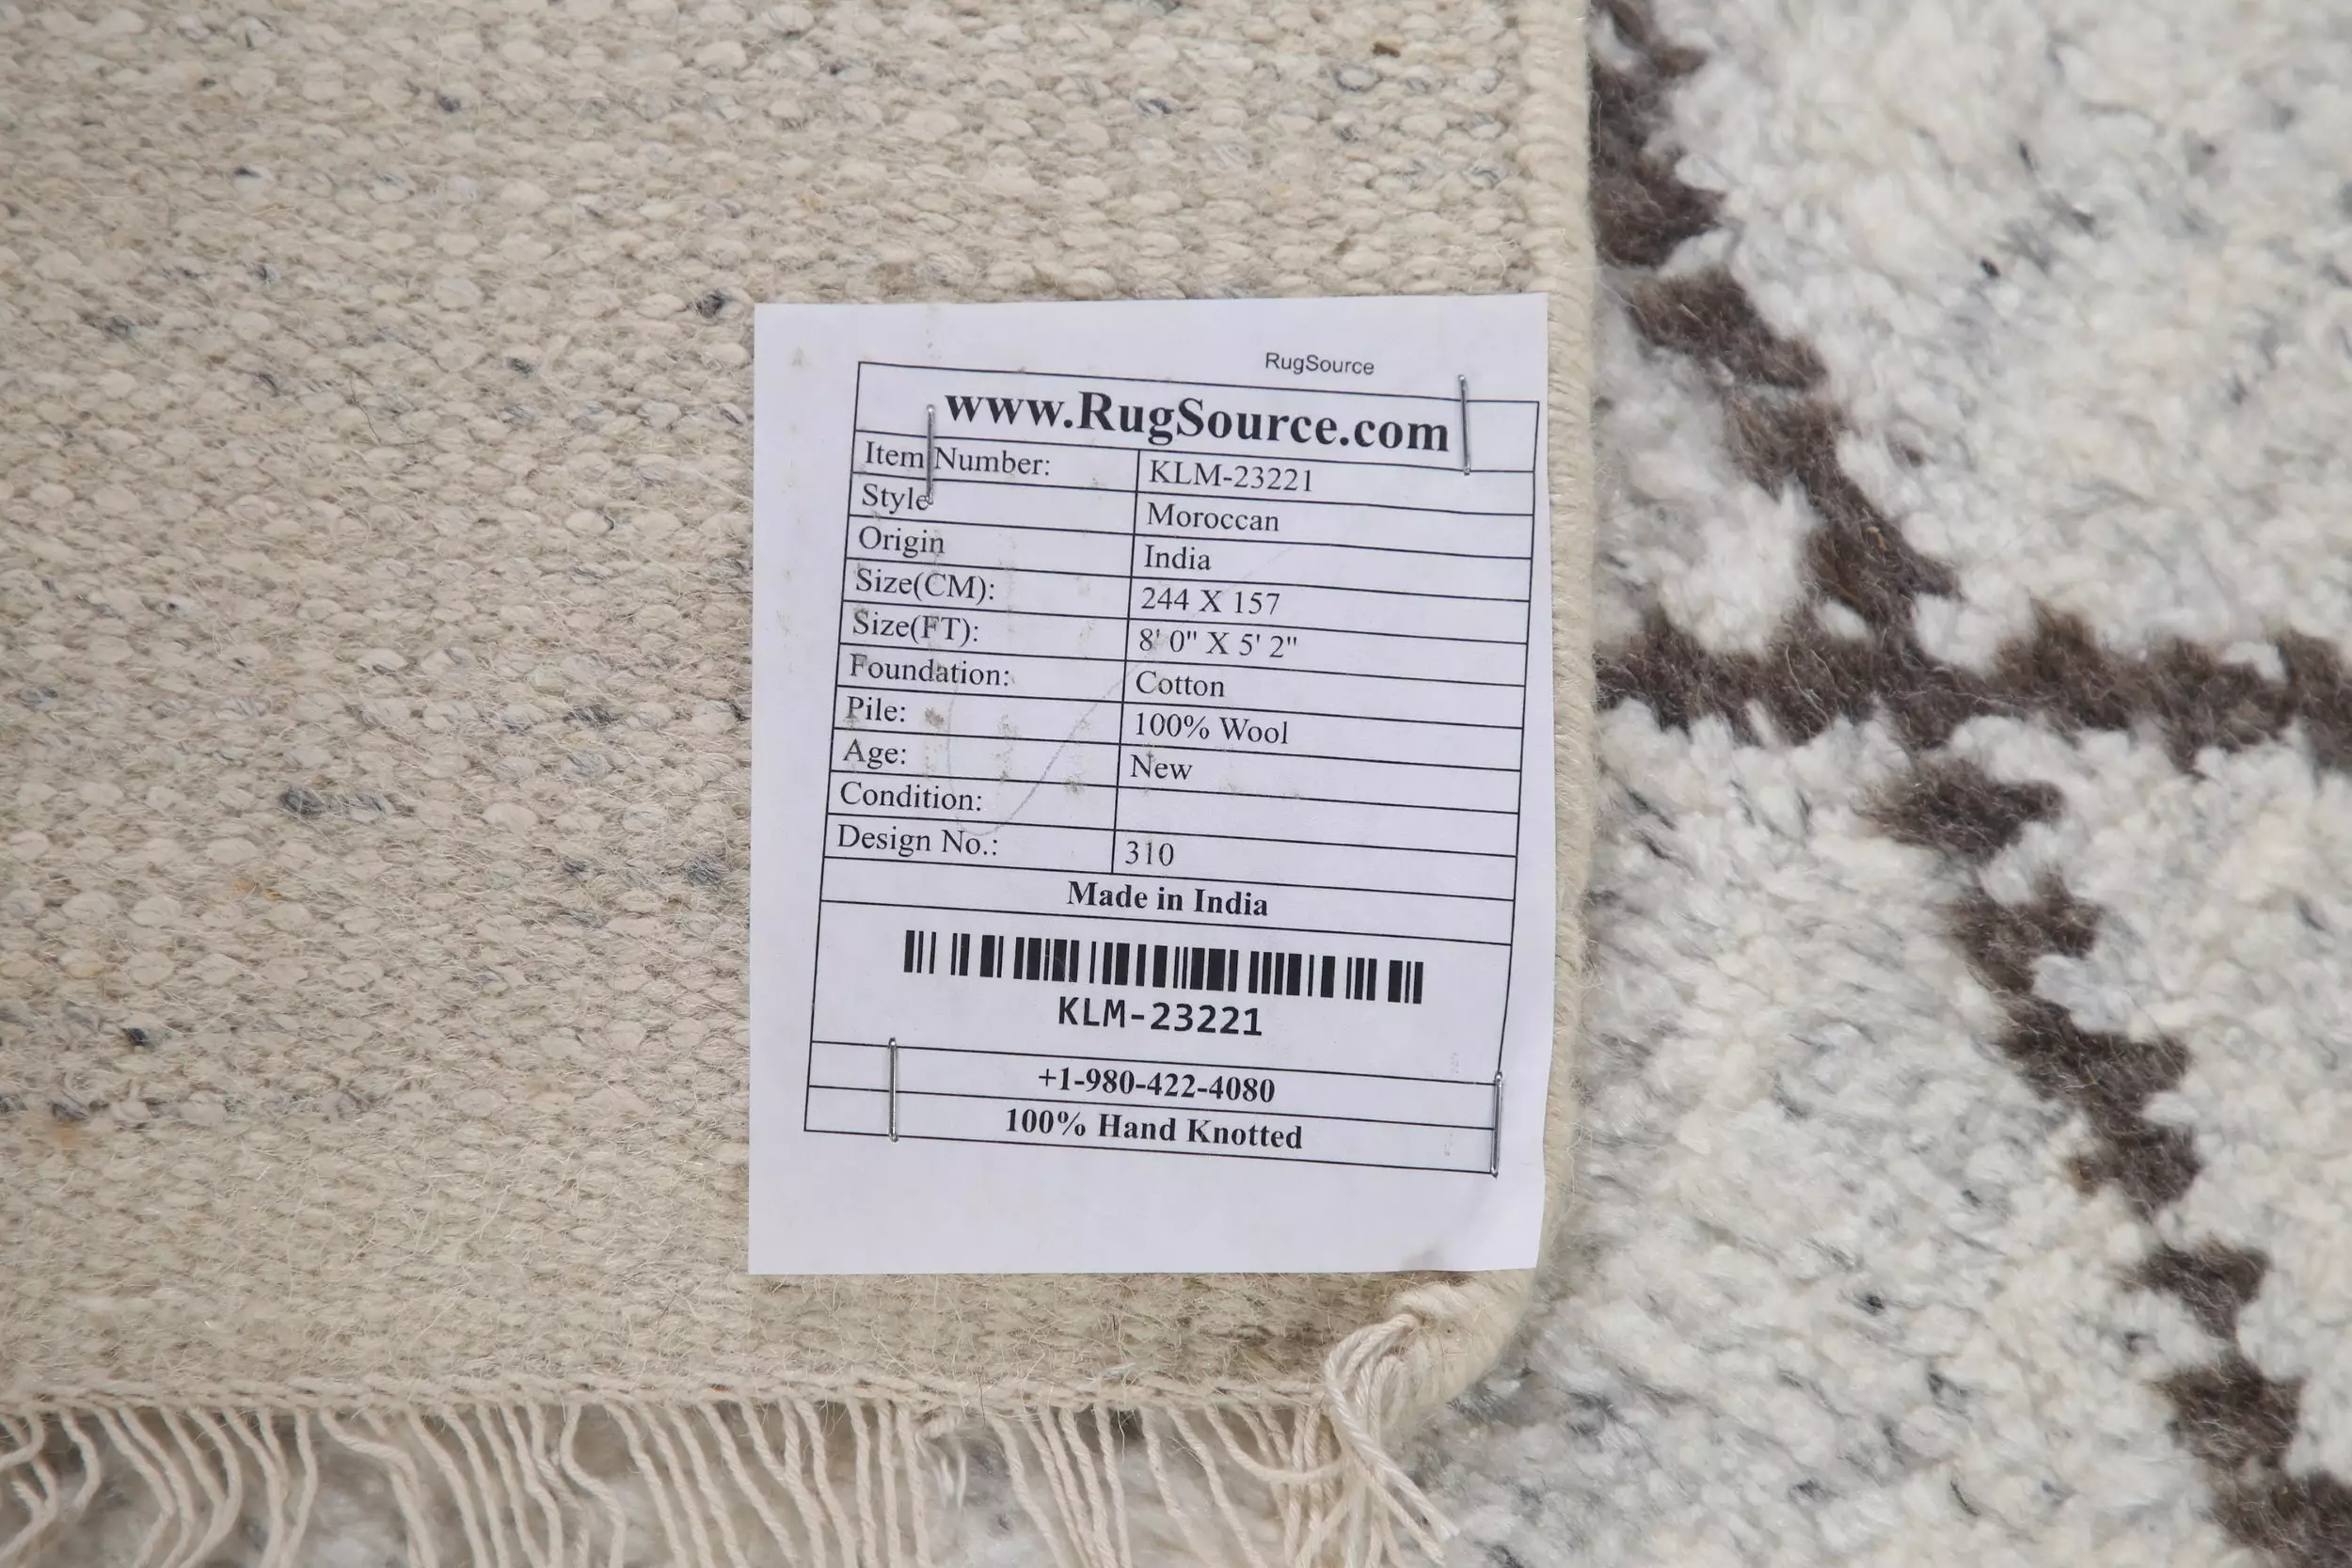 RugSource
www.RugSource.com
Item Number: KLM-23221
Style Moroccan
Origin India
Size(CM): 244 X 157
Size(FT): 8' 0" X 5' 2"
Foundation: Cotton
Pile: 100% Wool
Age: New
Condition:
Design No.: 310
Made in India
KLM-23221
+1-980-422-4080
100% Hand Knotted